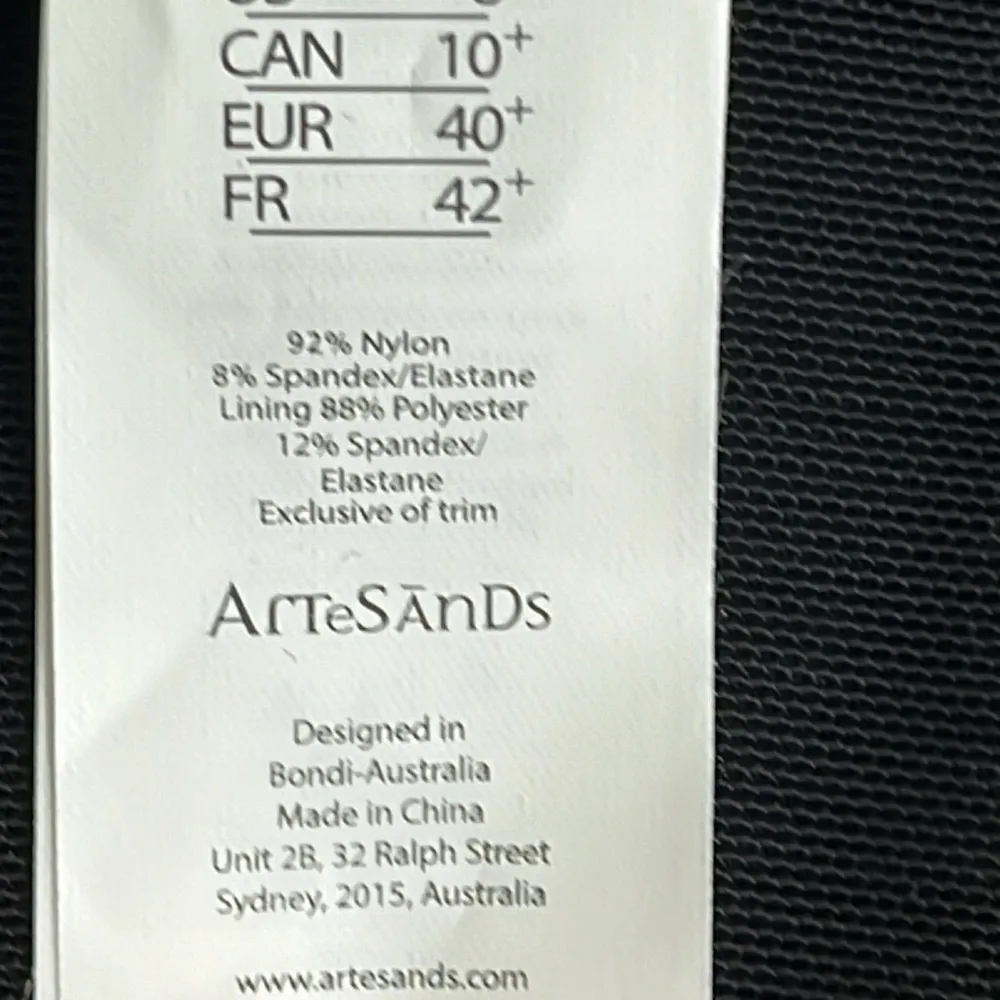 CAN 10+
EUR 40+
FR 42+
92% Nylon
8% Spandex/Elastane
Lining 88% Polyester
12% Spandex/
Elastane
Exclusive of trim
ArTeSĀnDs
Designed in
Bondi-Australia
Made in China
Unit 2B, 32 Ralph Street
Sydney, 2015, Australia
www.artesands.com